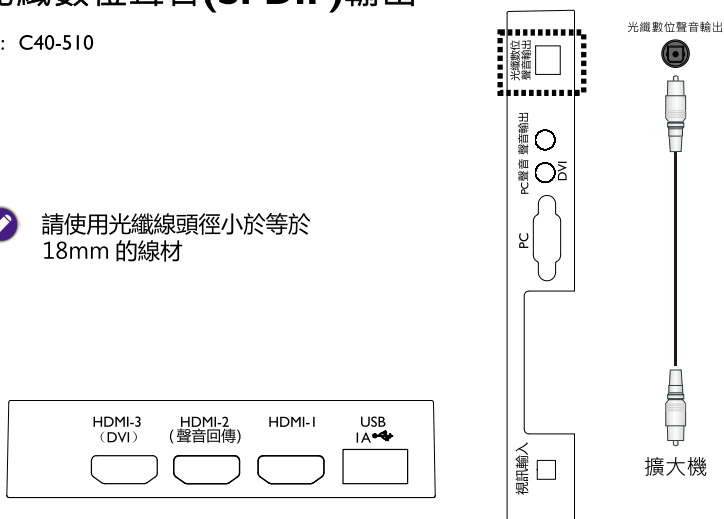 光纖數位聲音(SPDIF)輸出
: C40-510
請使用光纖線頭徑小於等於
18mm 的線材
HDMI-3
(DVI)
HDMI-2
(聲音回傳)
HDMI-1
USB
1A
光纖數位
聲音輸出
聲音輸出
PC聲音
DVI
PC
視訊輸入
光纖數位聲音輸出
擴大機